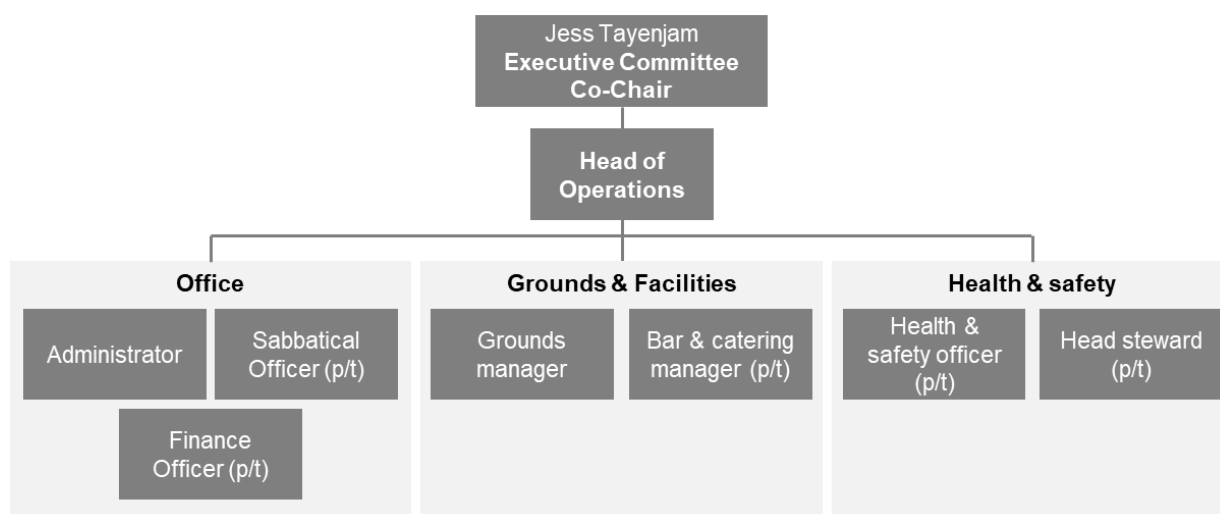 Jess Tayenjam
Executive Committee
Co-Chair
Head of
Operations
Office
Administrator
Sabbatical
Officer (p/t)
Finance
Officer (p/t)
Grounds & Facilities
Grounds
manager
Bar & catering
manager (p/t)
Health & safety
Health &
safety officer
(p/t)
Head steward
(p/t)